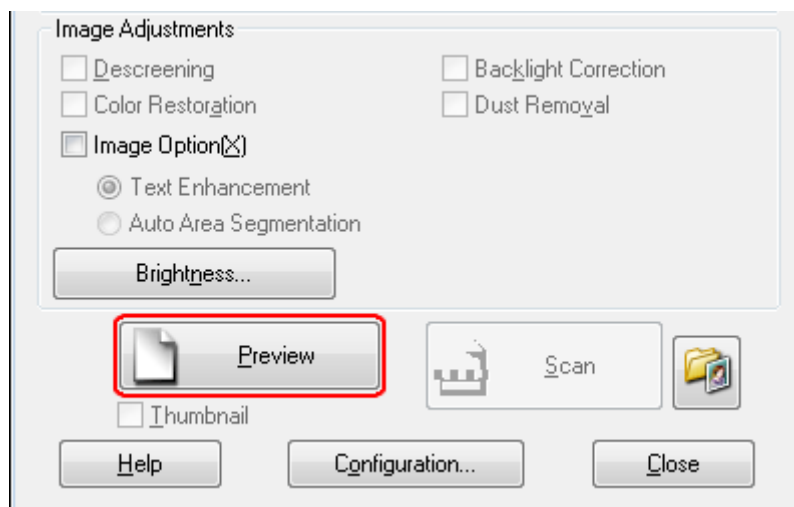 Image Adjustments
Descreening Backlight Correction
Color Restoration Dust Removal
Image Option(X)
Text Enhancement
Auto Area Segmentation
Brightness...
Preview Scan
Thumbnail
Help Configuration... Close